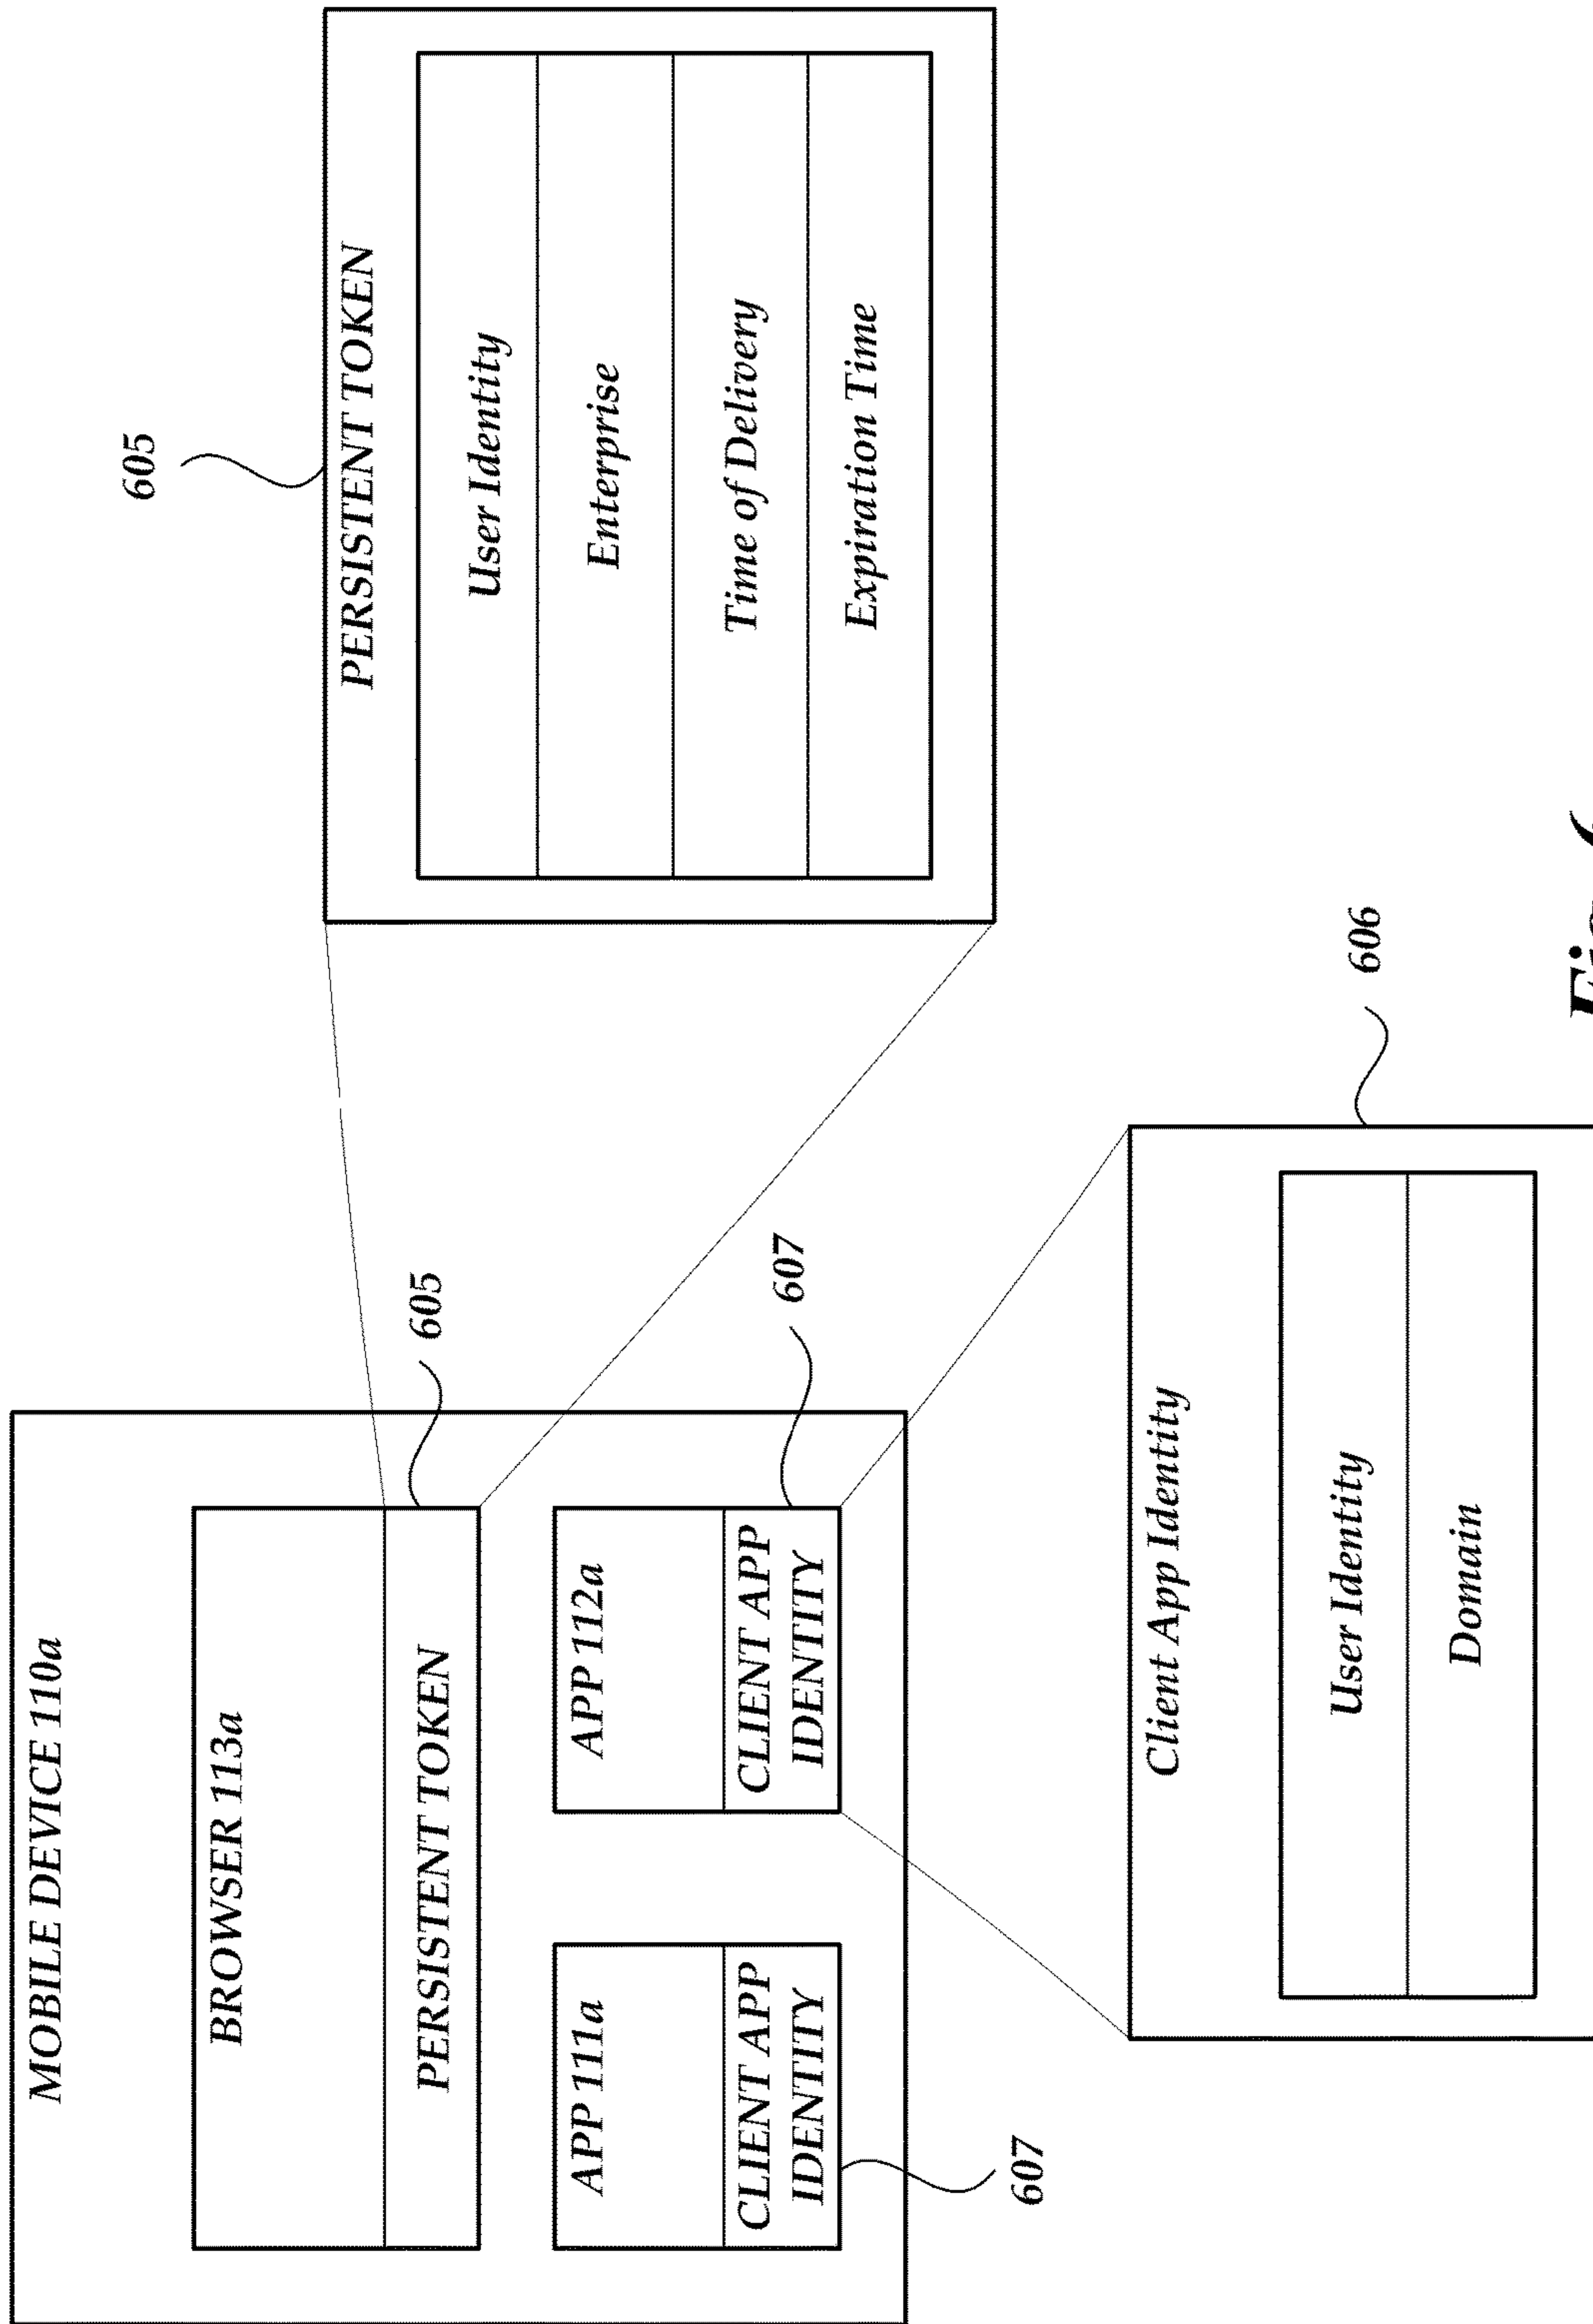 MOBILE DEVICE 110a
BROWSER 113a
PERSISTENT TOKEN
605
APP 111a
CLIENT APP
IDENTITY
607
APP 112a
CLIENT APP
IDENTITY
607
605
PERSISTENT TOKEN
User Identity
Enterprise
Time of Delivery
Expiration Time
606
Client App Identity
User Identity
Domain